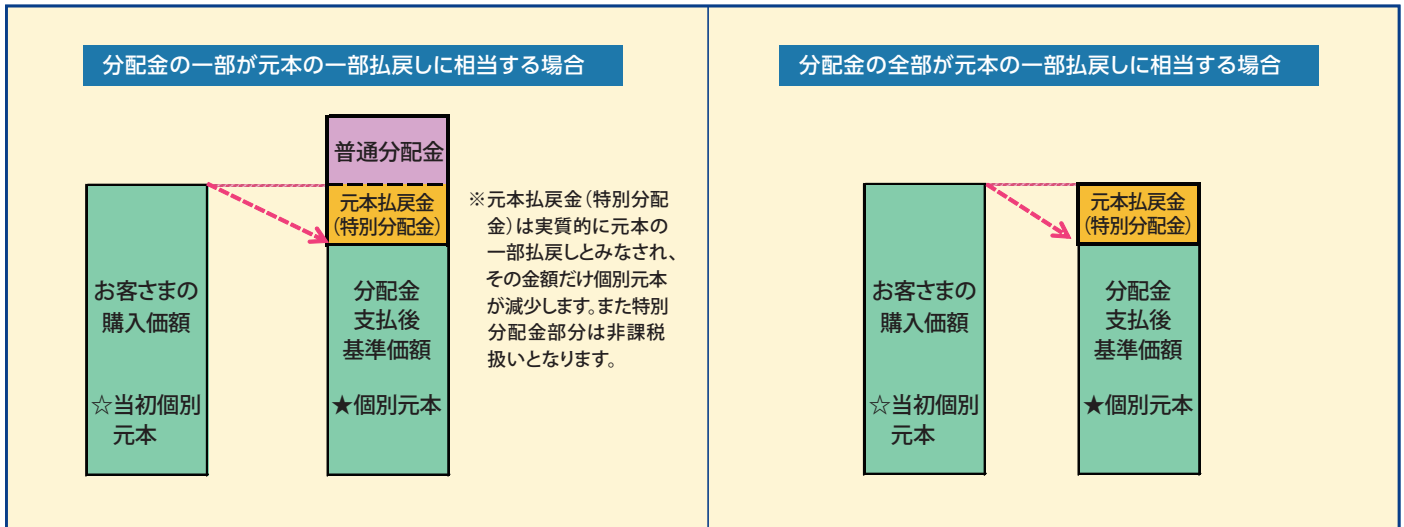 分配金の一部が元本の一部払戻しに相当する場合
普通分配金
元本払戻金
(特別分配金)
お客さまの
購入価額
☆当初個別
元本
分配金
支払後
基準価額
★個別元本
※元本払戻金(特別分配
金)は実質的に元本の
一部払戻しとみなされ、
その金額だけ個別元本
が減少します。また特別
分配金部分は非課税
扱いとなります。
分配金の全部が元本の一部払戻しに相当する場合
元本払戻金
(特別分配金)
お客さまの
購入価額
☆当初個別
元本
分配金
支払後
基準価額
★個別元本